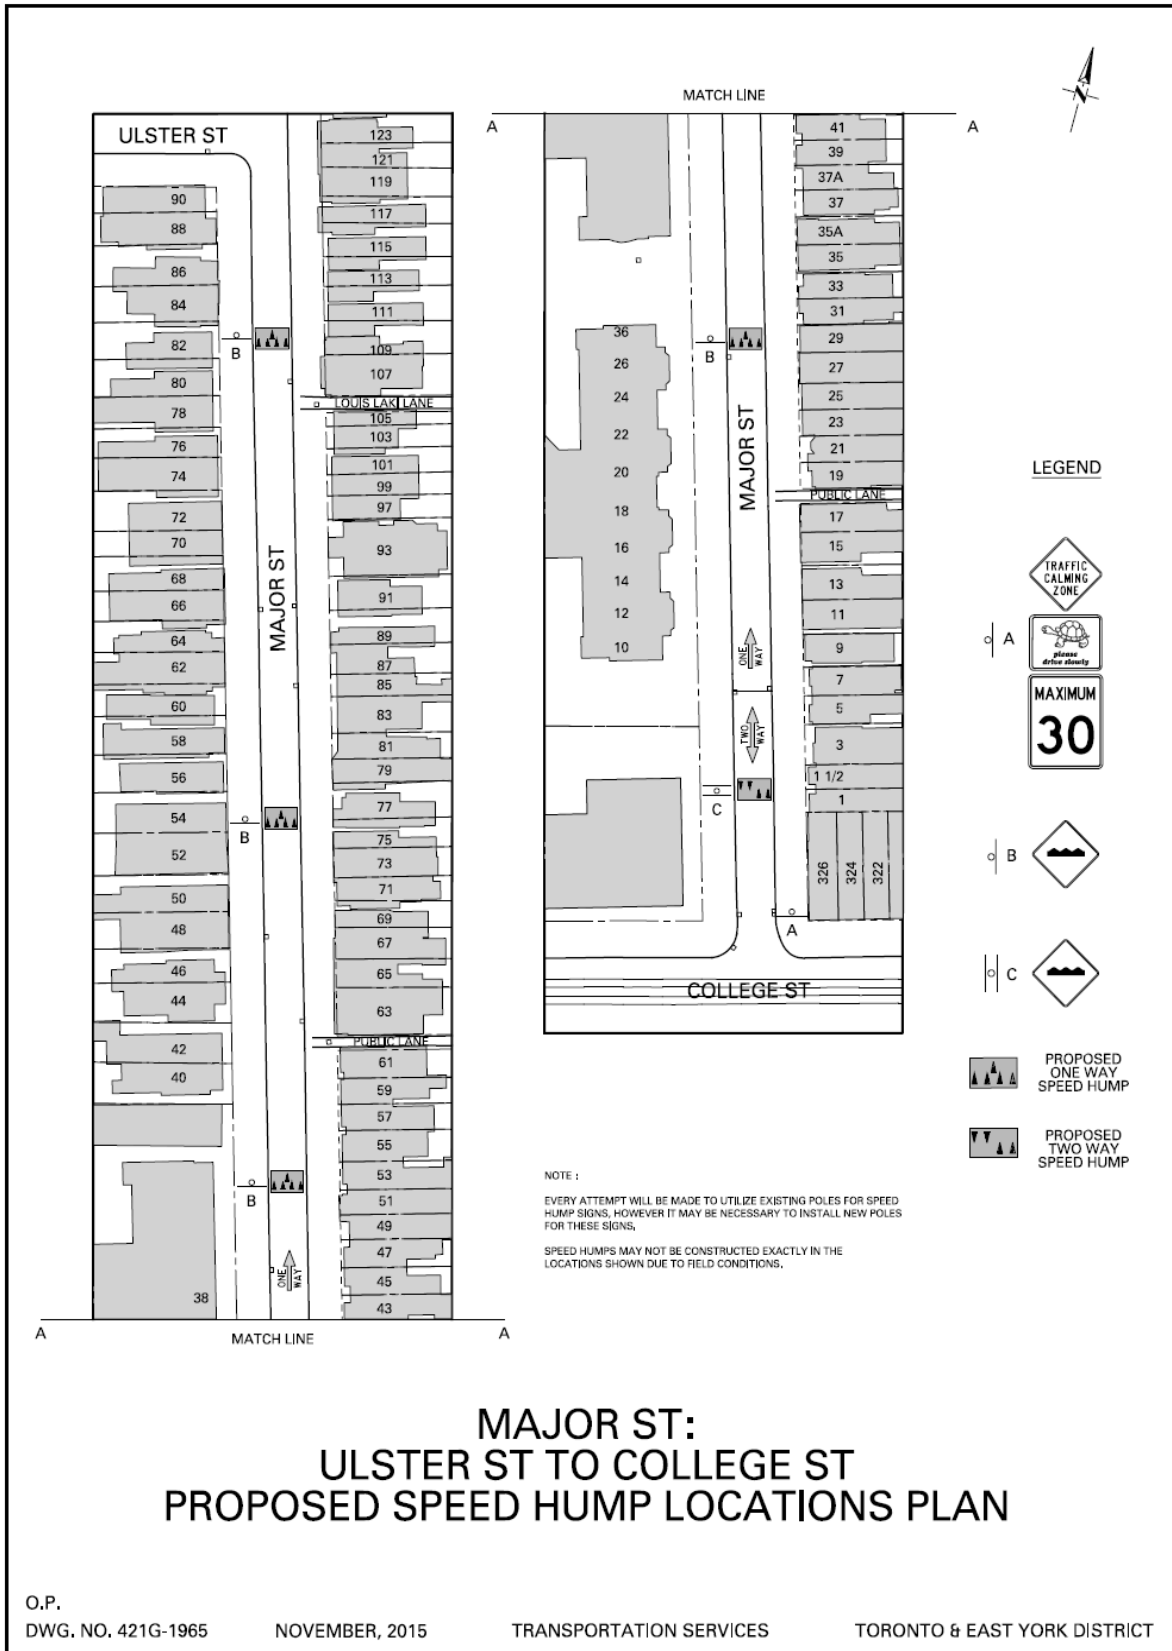 MATCH LINE
A
A
N
ULSTER ST
90
88
86
84
82
80
78
76
74
72
70
68
66
64
62
60
58
56
54
52
50
48
46
44
42
40
38
B
B
B
MAJOR ST
ONE
WAY
123
121
119
117
115
113
111
109
107
LOUIS LAKI LANE
105
103
101
99
97
93
91
89
87
85
83
81
79
77
75
73
71
69
67
65
63
PUBLIC LANE
61
59
57
55
53
51
49
47
45
43
A
MATCH LINE
A
36
26
24
22
20
18
16
14
12
10
B
MAJOR ST
ONE
WAY
TWO
WAY
C
41
39
37A
37
35A
35
33
31
29
27
25
23
21
19
PUBLIC LANE
17
15
13
11
9
7
5
3
1 1/2
1
326
324
322
A
COLLEGE ST
LEGEND
TRAFFIC
CALMING
ZONE
A
please
drive slowly
MAXIMUM
30
B
C
PROPOSED
ONE WAY
SPEED HUMP
PROPOSED
TWO WAY
SPEED HUMP
NOTE :
EVERY ATTEMPT WILL BE MADE TO UTILIZE EXISTING POLES FOR SPEED
HUMP SIGNS, HOWEVER IT MAY BE NECESSARY TO INSTALL NEW POLES
FOR THESE SIGNS.
SPEED HUMPS MAY NOT BE CONSTRUCTED EXACTLY IN THE
LOCATIONS SHOWN DUE TO FIELD CONDITIONS.
MAJOR ST:
ULSTER ST TO COLLEGE ST
PROPOSED SPEED HUMP LOCATIONS PLAN
O.P.
DWG. NO. 421G-1965 NOVEMBER, 2015 TRANSPORTATION SERVICES TORONTO & EAST YORK DISTRICT